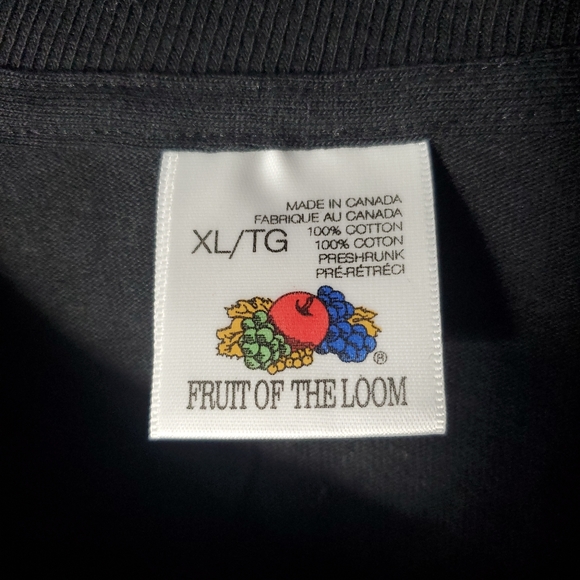 MADE IN CANADA
FABRIQUE AU CANADA
XL/TG
100% COTTON
100% COTON
PRESHRUNK
PRÉ-RÉTRÉCI
®
FRUIT OF THE LOOM